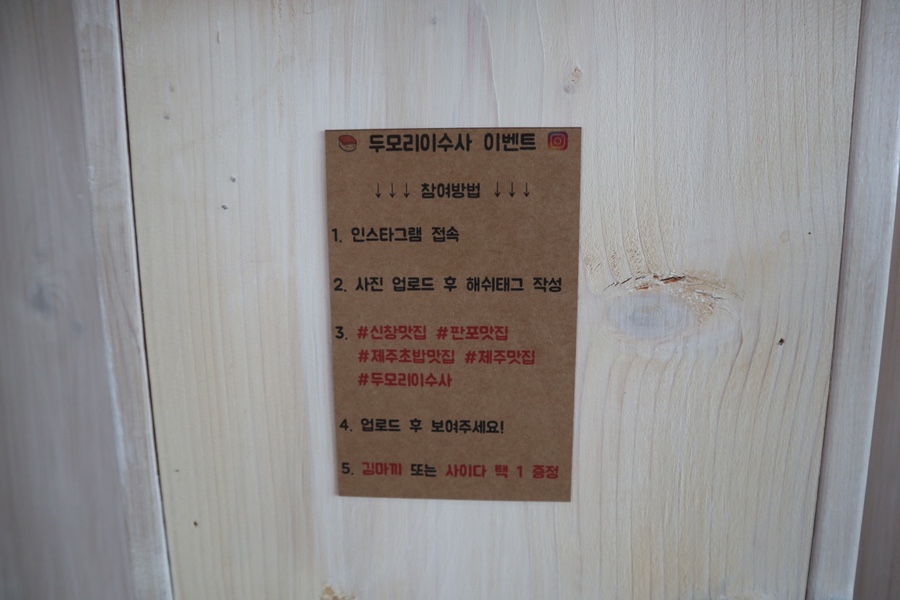 두모리이수사 이벤트
↓↓↓ 참여방법 ↓↓↓
1. 인스타그램 접속
2. 사진 업로드 후 해쉬태그 작성
3. #신창맛집 #판포맛집
#제주초밥맛집 #제주맛집
#두모리이수사
4. 업로드 후 보여주세요!
5. 김마끼 또는 사이다 택 1 증정